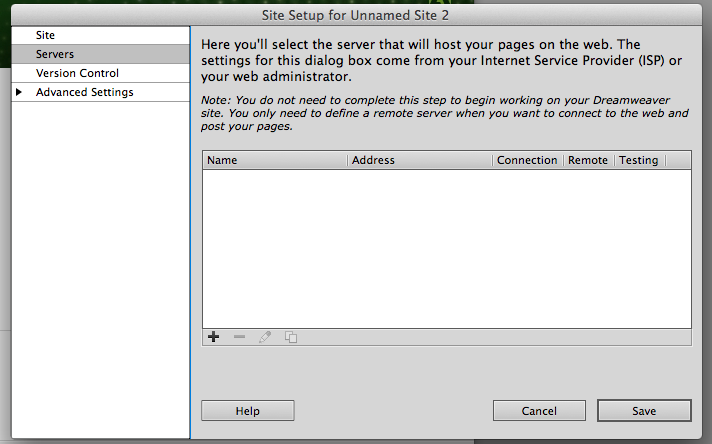 Site Setup for Unnamed Site 2
Site
Servers
Version Control
Advanced Settings
Here you'll select the server that will host your pages on the web. The
settings for this dialog box come from your Internet Service Provider (ISP) or
your web administrator.
Note: You do not need to complete this step to begin working on your Dreamweaver
site. You only need to define a remote server when you want to connect to the web and
post your pages.
Name Address Connection Remote Testing
Help Cancel Save